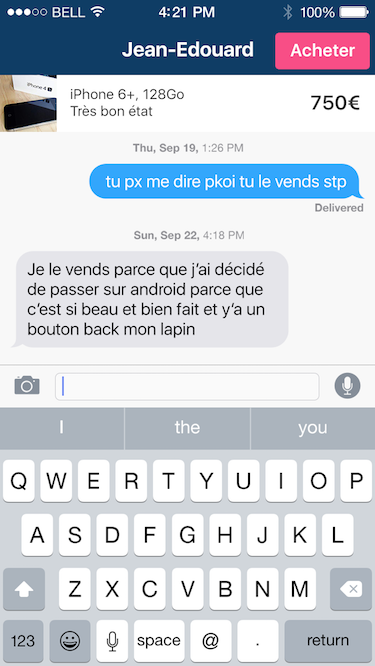 BELL 4:21 PM 100%
Jean-Edouard Acheter
iPhone 4
iPhone 6+, 128Go
Très bon état
750€
Thu, Sep 19, 1:26 PM
tu px me dire pkoi tu le vends stp
Delivered
Sun, Sep 22, 4:18 PM
Je le vends parce que j'ai décidé
de passer sur android parce que
c'est si beau et bien fait et y'a un
bouton back mon lapin
I the you
Q W E R T Y U I O P
A S D F G H J K L
Z X C V B N M
123 space @ . return